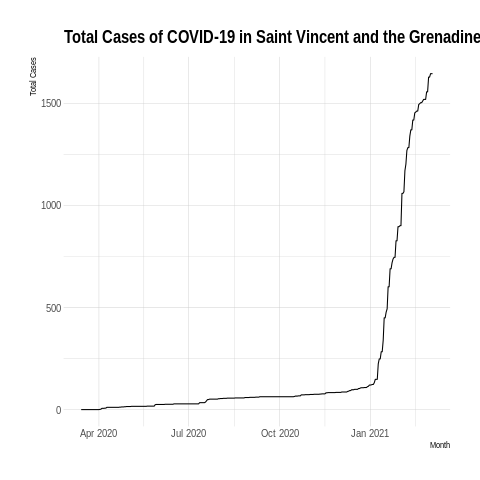 Total Cases of COVID-19 in Saint Vincent and the Grenadine
Total Cases
1500
1000
500
0
Apr 2020 Jul 2020 Oct 2020 Jan 2021
Month